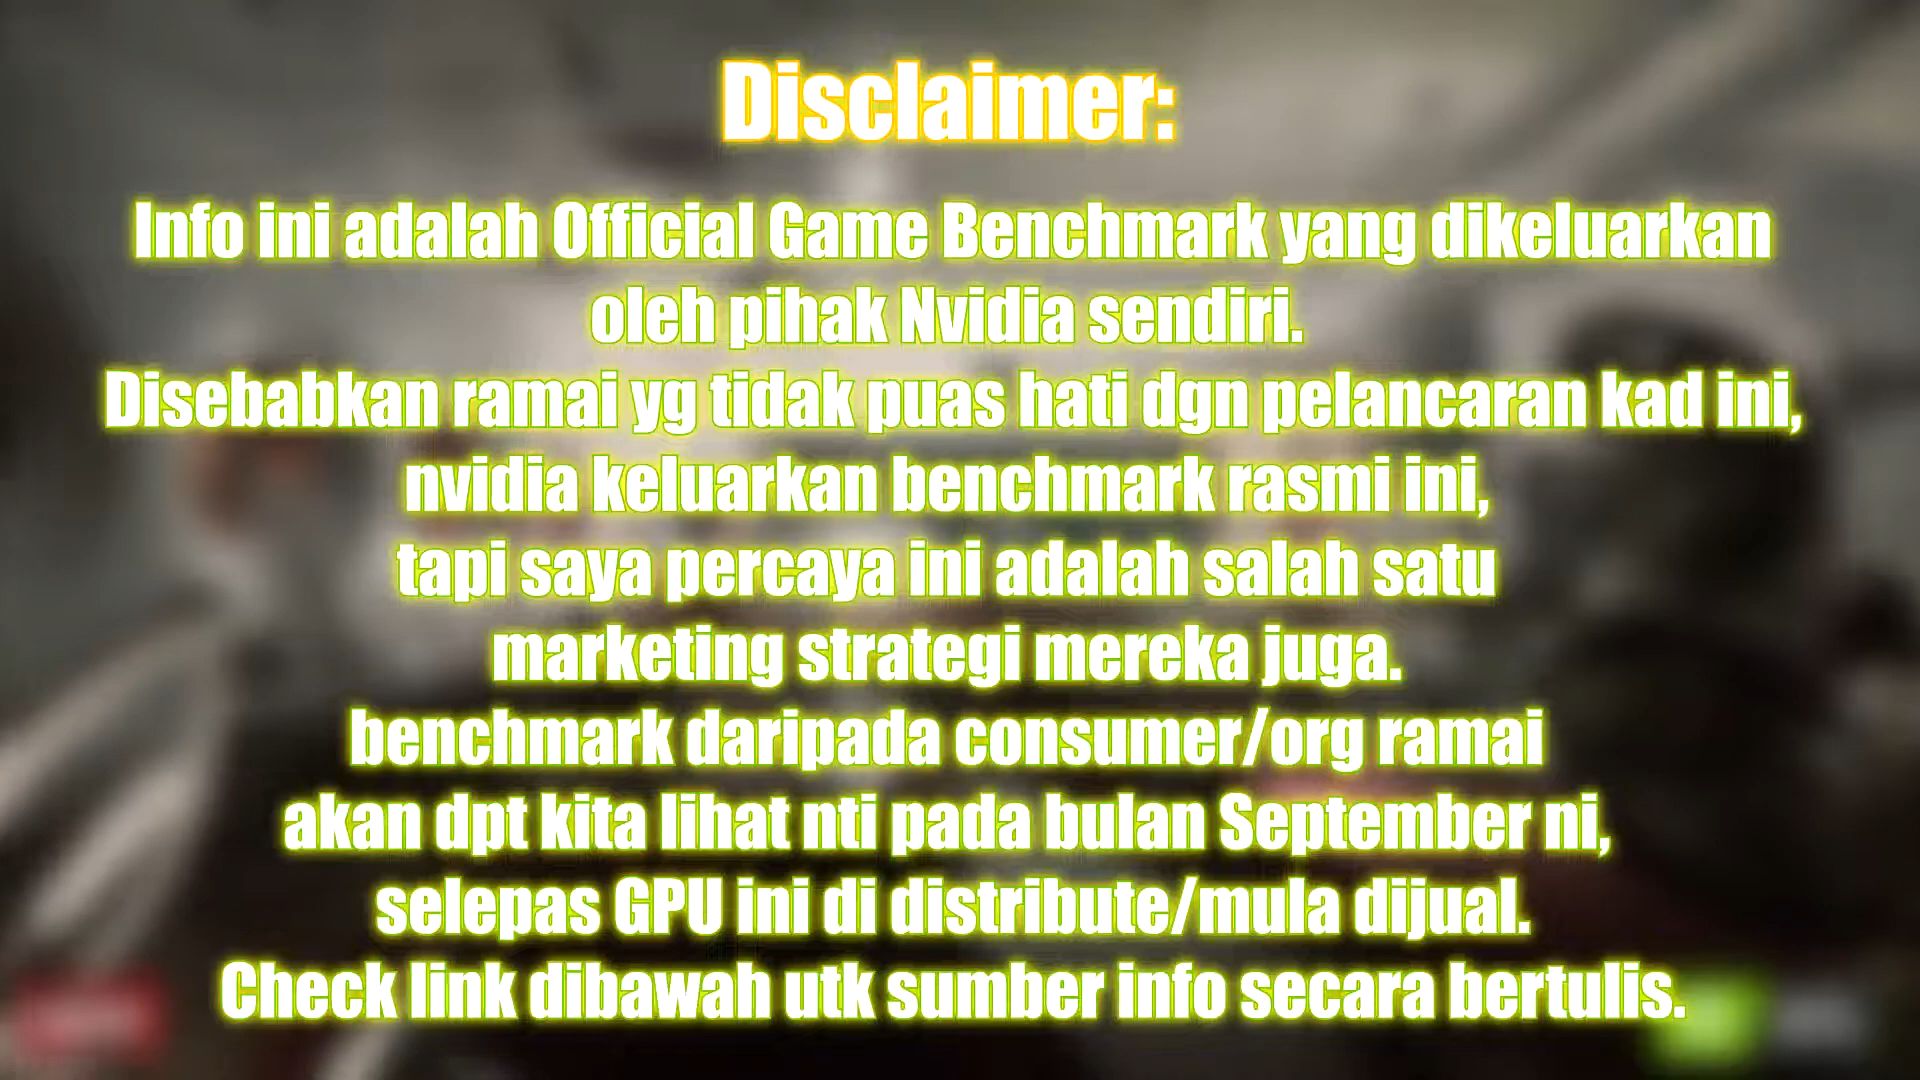 Disclaimer:
Info ini adalah Official Game Benchmark yang dikeluarkan
oleh pihak Nvidia sendiri.
Disebabkan ramai yg tidak puas hati dgn pelancaran kad ini,
nvidia keluarkan benchmark rasmi ini,
tapi saya percaya ini adalah salah satu
marketing strategi mereka juga.
benchmark daripada consumer/org ramai
akan dpt kita lihat nti pada bulan September ni,
selepas GPU ini di distribute/mula dijual.
Check link dibawah utk sumber info secara bertulis.